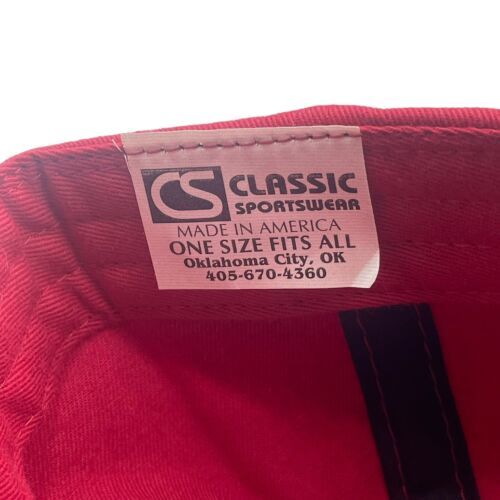 CS CLASSIC
SPORTSWEAR
MADE IN AMERICA
ONE SIZE FITS ALL
Oklahoma City, OK
405-670-4360